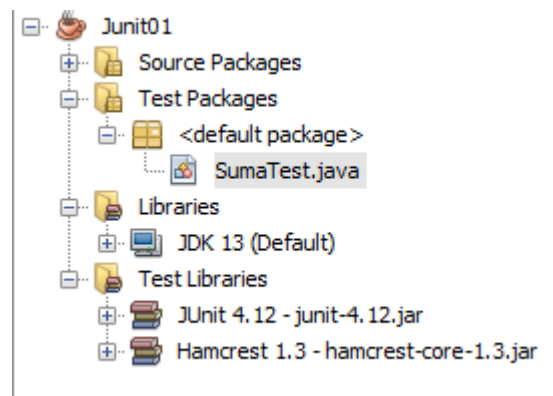 Junit01
Source Packages
Test Packages
<default package>
SumaTest.java
Libraries
JDK 13 (Default)
Test Libraries
JUnit 4.12 - junit-4.12.jar
Hamcrest 1.3 - hamcrest-core-1.3.jar